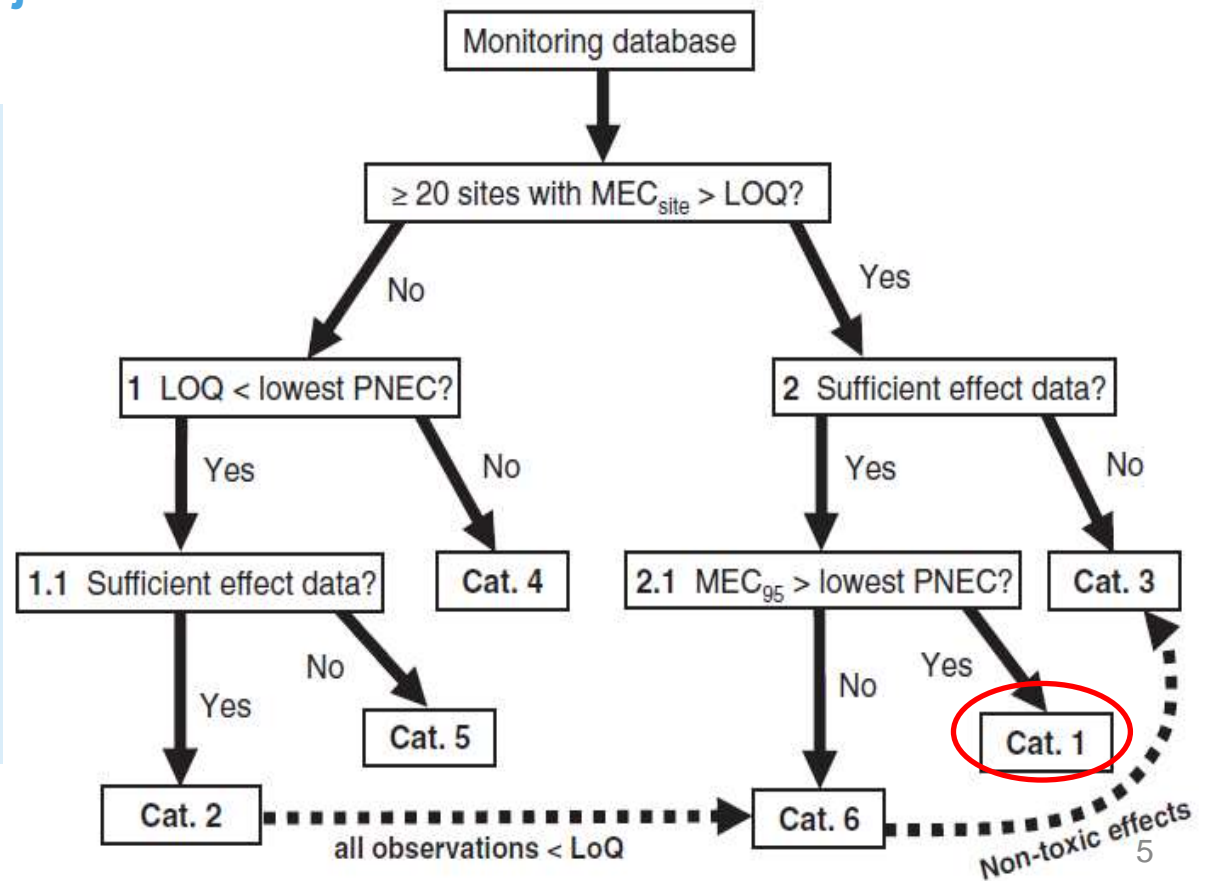 Monitoring database
≥ 20 sites with MECsite > LOQ?
No
Yes
1 LOQ < lowest PNEC?
2 Sufficient effect data?
Yes
No
Yes
No
1.1 Sufficient effect data?
Cat. 4
2.1 MEC95 > lowest PNEC?
Cat. 3
No
Yes
Yes
No
Cat. 5
Cat. 1
Cat. 2
all observations < LoQ
Cat. 6
Non-toxic effects
5